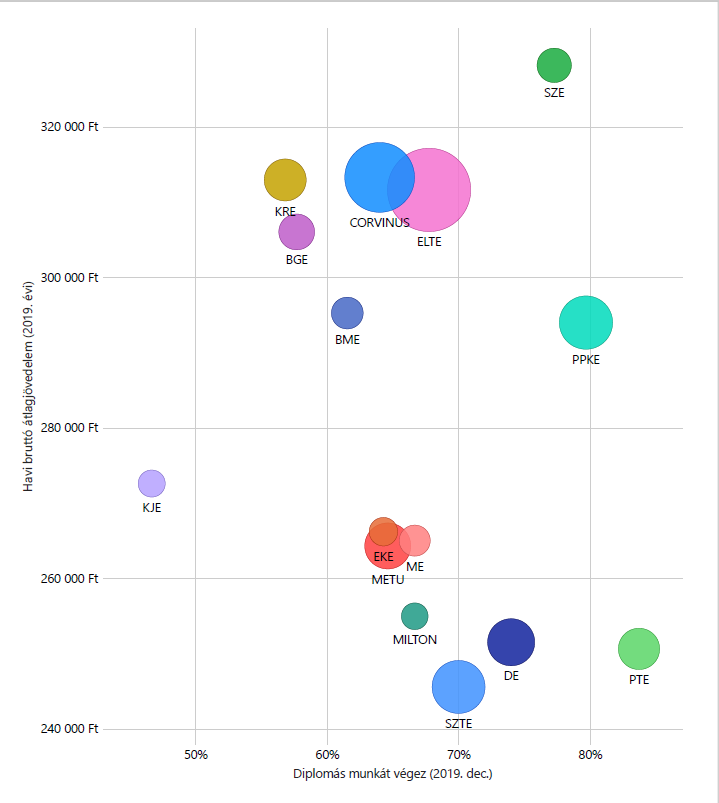 SZE
320 000 Ft
KRE
CORVINUS
ELTE
BGE
300 000 Ft
BME
PPKE
Havi bruttó átlagjövedelem (2019. évi)
280 000 Ft
KJE
EKE
ME
METU
260 000 Ft
MILTON
DE
PTE
SZTE
240 000 Ft
50%
60%
70%
80%
Diplomás munkát végez (2019. dec.)